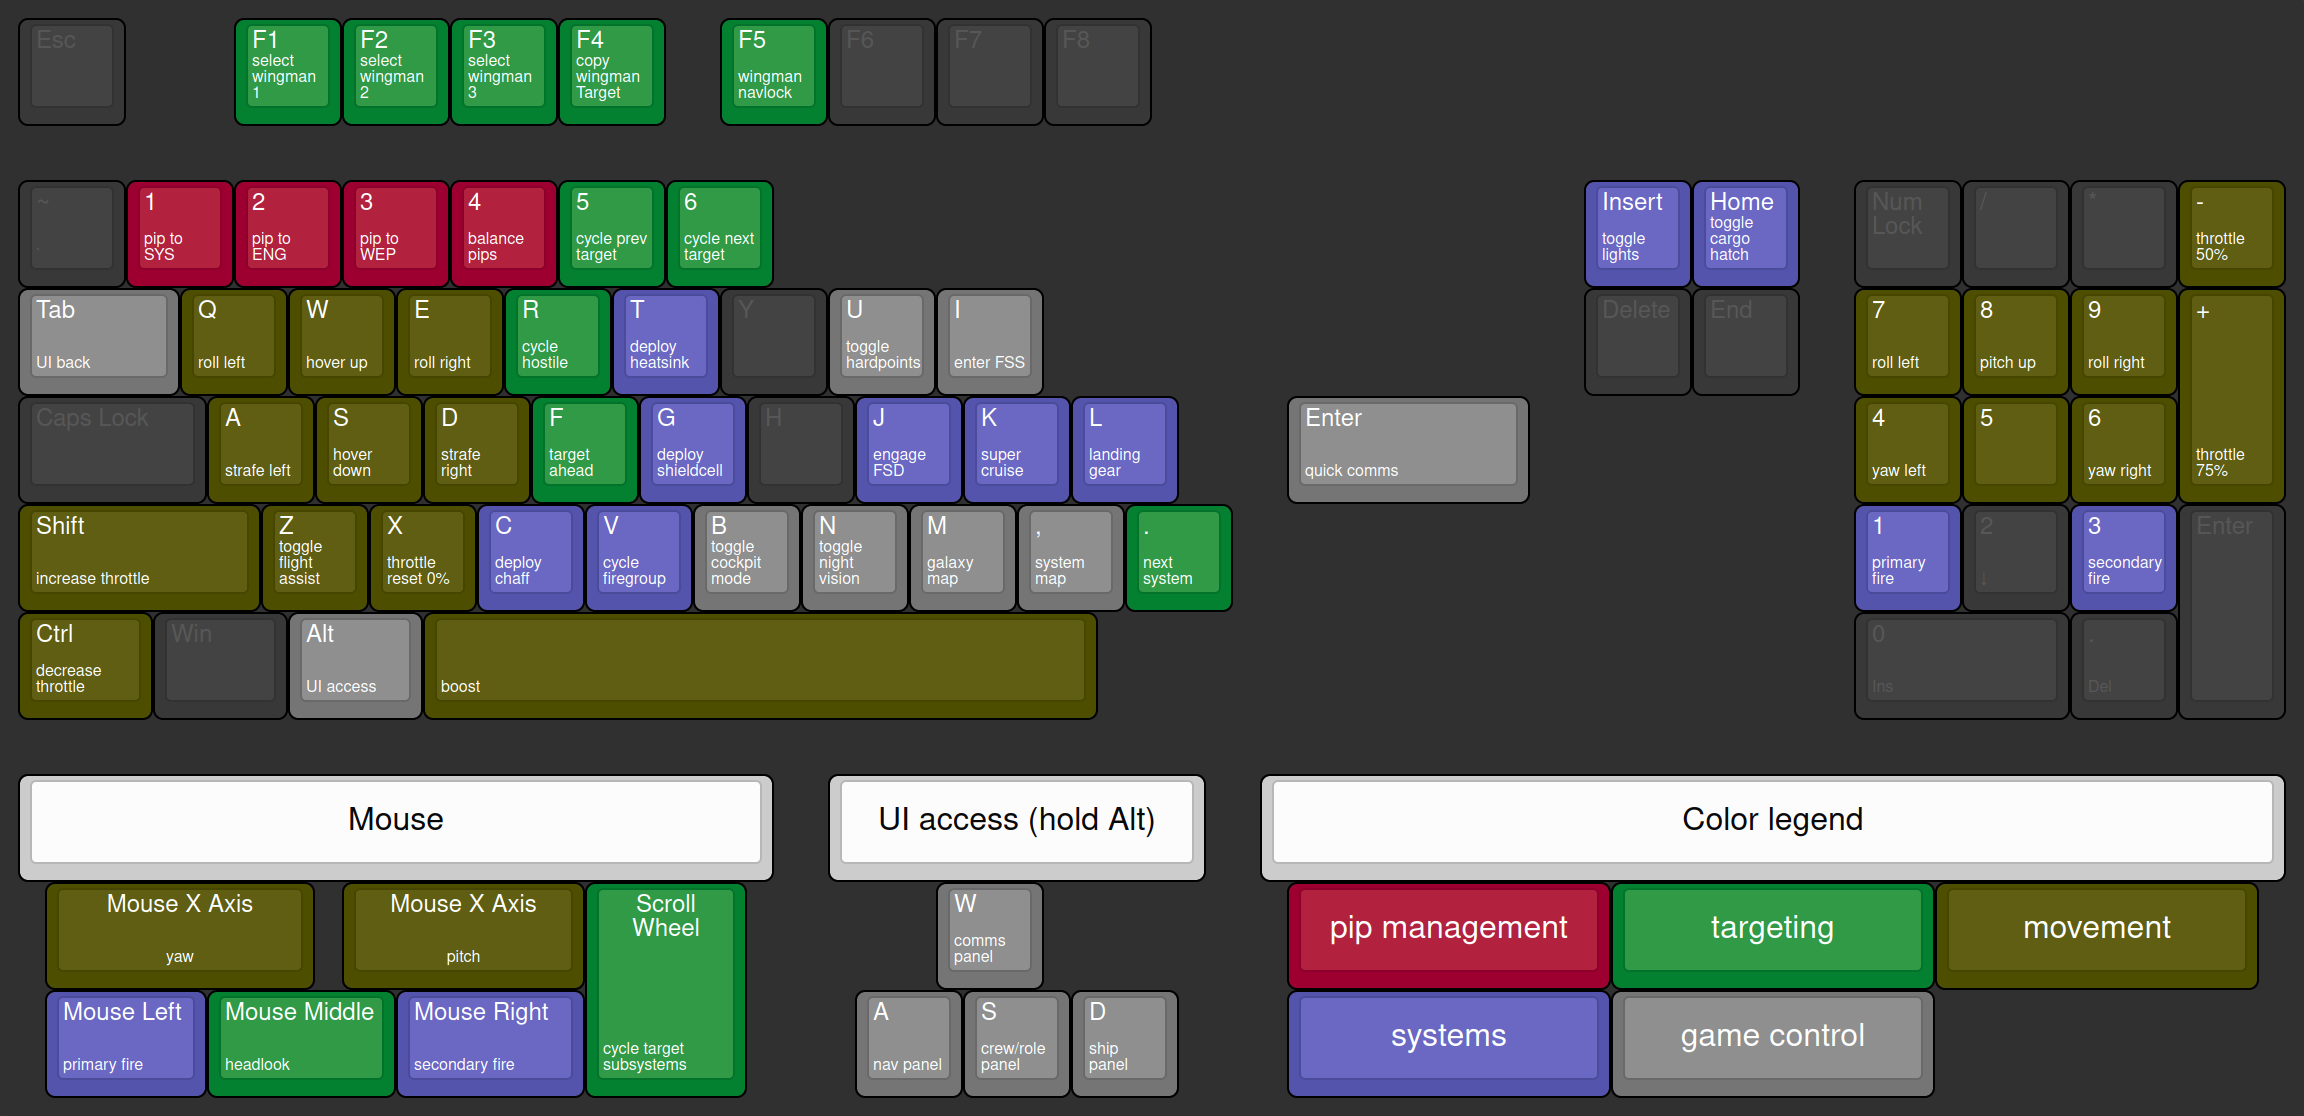 Esc
F1
select
wingman
1
F2
select
wingman
2
F3
select
wingman
3
F4
copy
wingman
Target
F5
wingman
navlock
F6
F7
F8
~
1
pip to
SYS
2
pip to
ENG
3
pip to
WEP
4
balance
pips
5
cycle prev
target
6
cycle next
target
Insert
toggle
lights
Home
toggle
cargo
hatch
Num
Lock
/
*
-
throttle
50%
Tab
UI back
Q
roll left
W
hover up
E
roll right
R
cycle
hostile
T
deploy
heatsink
Y
U
toggle
hardpoints
I
enter FSS
Delete
End
7
roll left
8
pitch up
9
roll right
+
throttle
75%
Caps Lock
A
strafe left
S
hover
down
D
strafe
right
F
target
ahead
G
deploy
shieldcell
H
J
engage
FSD
K
super
cruise
L
landing
gear
Enter
quick comms
4
yaw left
5
6
yaw right
Shift
increase throttle
Z
toggle
flight
assist
X
throttle
reset 0%
C
deploy
chaff
V
cycle
firegroup
B
toggle
cockpit
mode
N
toggle
night
vision
M
galaxy
map
,
system
map
.
next
system
1
primary
fire
2
↓
3
secondary
fire
Enter
Ctrl
decrease
throttle
Win
Alt
UI access
boost
0
Ins
.
Del
Mouse
Mouse X Axis
yaw
Mouse X Axis
pitch
Scroll
Wheel
cycle target
subsystems
Mouse Left
primary fire
Mouse Middle
headlook
Mouse Right
secondary fire
UI access (hold Alt)
W
comms
panel
A
nav panel
S
crew/role
panel
D
ship
panel
Color legend
pip management
targeting
movement
systems
game control